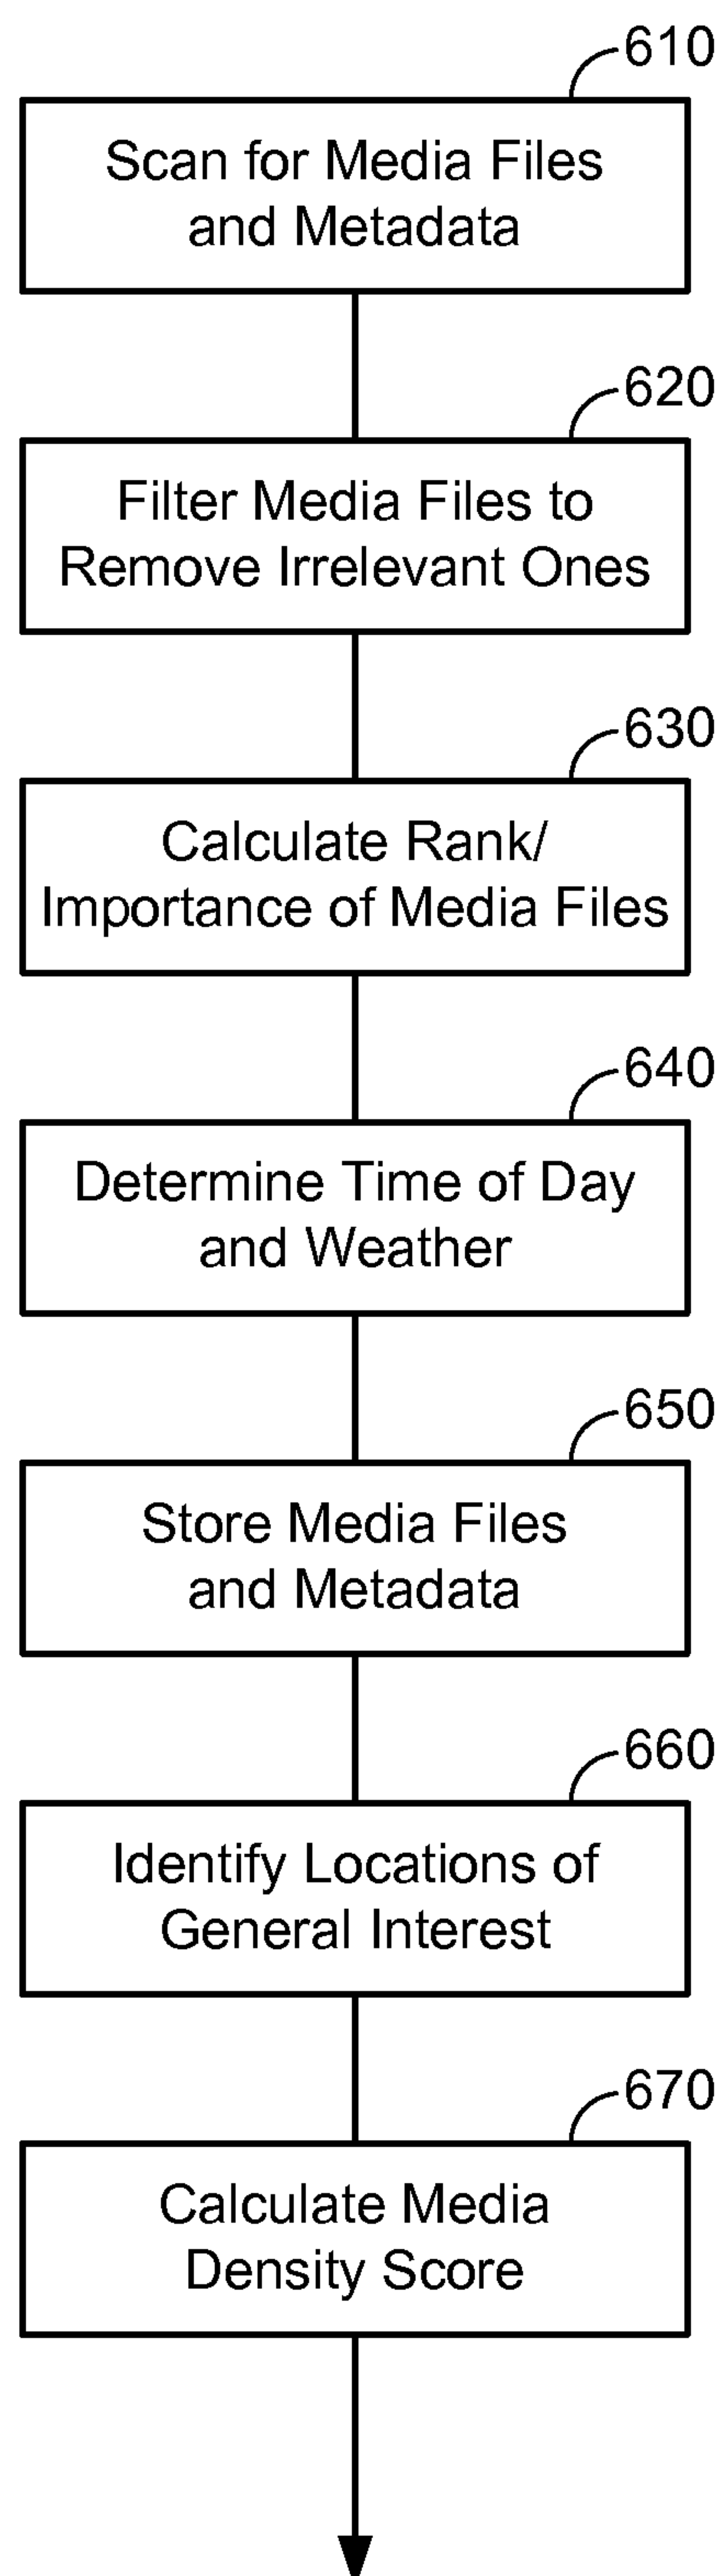 610
Scan for Media Files
and Metadata
620
Filter Media Files to
Remove Irrelevant Ones
630
Calculate Rank/
Importance of Media Files
640
Determine Time of Day
and Weather
650
Store Media Files
and Metadata
660
Identify Locations of
General Interest
670
Calculate Media
Density Score